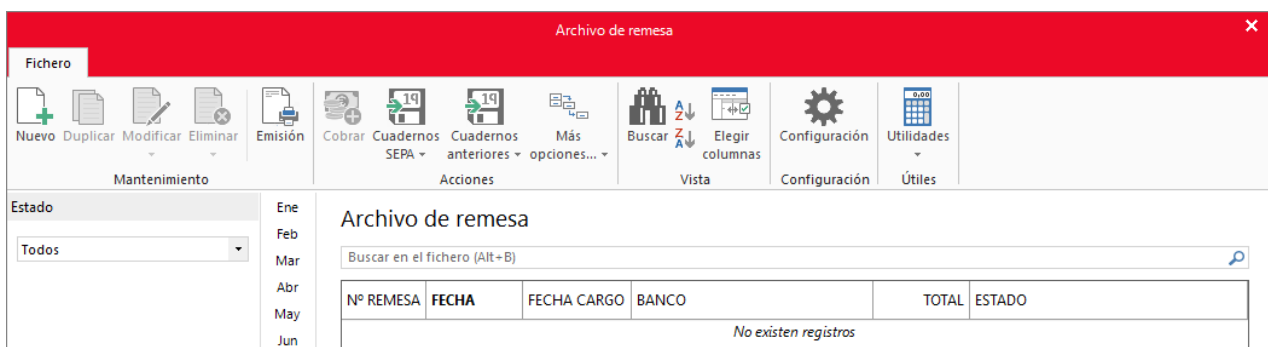 Archivo de remesa
Fichero
Nuevo Duplicar Modificar Eliminar Emisión Cobrar Cuadernos SEPA Cuadernos anteriores Más opciones... Buscar Elegir columnas Configuración Utilidades
Mantenimiento Acciones Vista Configuración Útiles
Estado
Todos
Ene
Feb
Mar
Abr
May
Jun
Archivo de remesa
Buscar en el fichero (Alt+B)
Nº REMESA FECHA FECHA CARGO BANCO TOTAL ESTADO
No existen registros